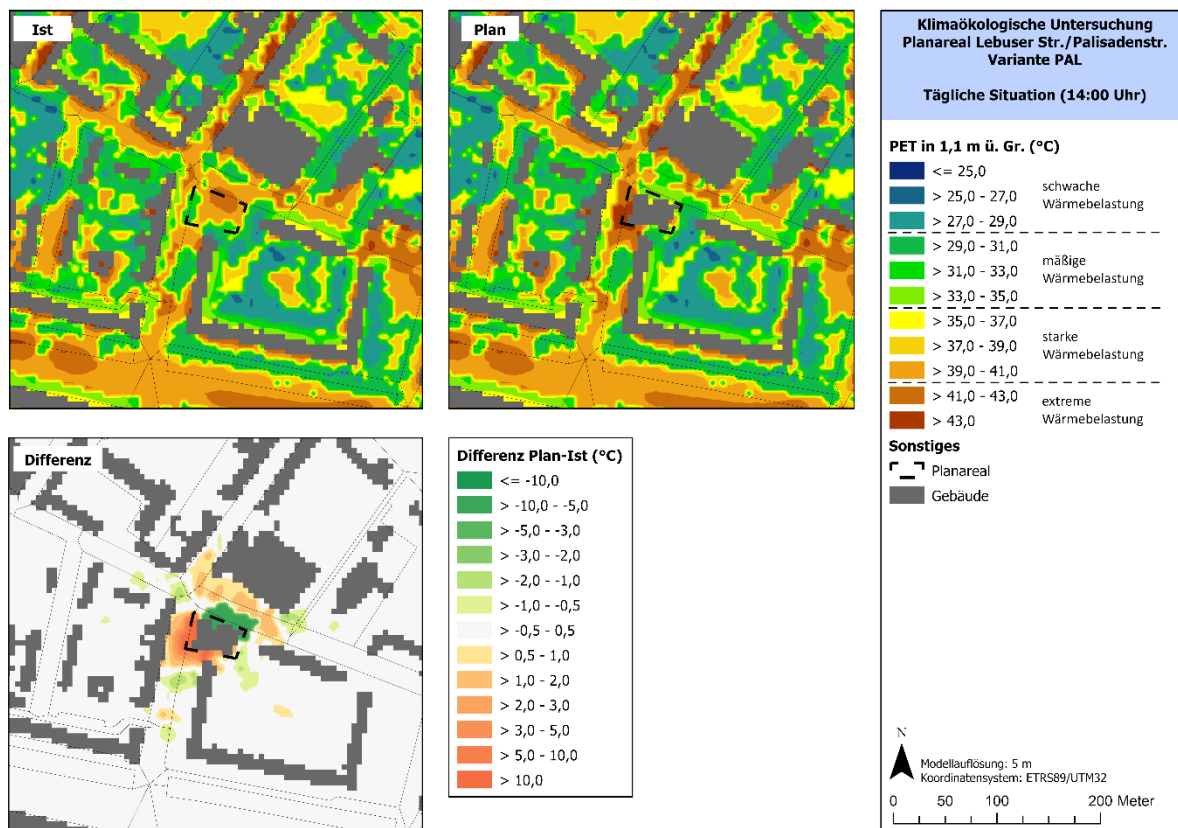 Ist
Plan
Klimaökologische Untersuchung
Planareal Lebuser Str./Palisadenstr.
Variante PAL
Tägliche Situation (14:00 Uhr)
PET in 1,1 m ü. Gr. (°C)
<= 25,0
> 25,0 - 27,0
> 27,0 - 29,0
schwache
Wärmebelastung
> 29,0 - 31,0
> 31,0 - 33,0
> 33,0 - 35,0
mäßige
Wärmebelastung
> 35,0 - 37,0
> 37,0 - 39,0
> 39,0 - 41,0
starke
Wärmebelastung
> 41,0 - 43,0
> 43,0
extreme
Wärmebelastung
Sonstiges
Planareal
Gebäude
Differenz
Differenz Plan-Ist (°C)
<= -10,0
> -10,0 - -5,0
> -5,0 - -3,0
> -3,0 - -2,0
> -2,0 - -1,0
> -1,0 - -0,5
> -0,5 - 0,5
> 0,5 - 1,0
> 1,0 - 2,0
> 2,0 - 3,0
> 3,0 - 5,0
> 5,0 - 10,0
> 10,0
N
Modellauflösung: 5 m
Koordinatensystem: ETRS89/UTM32
0 50 100 200 Meter